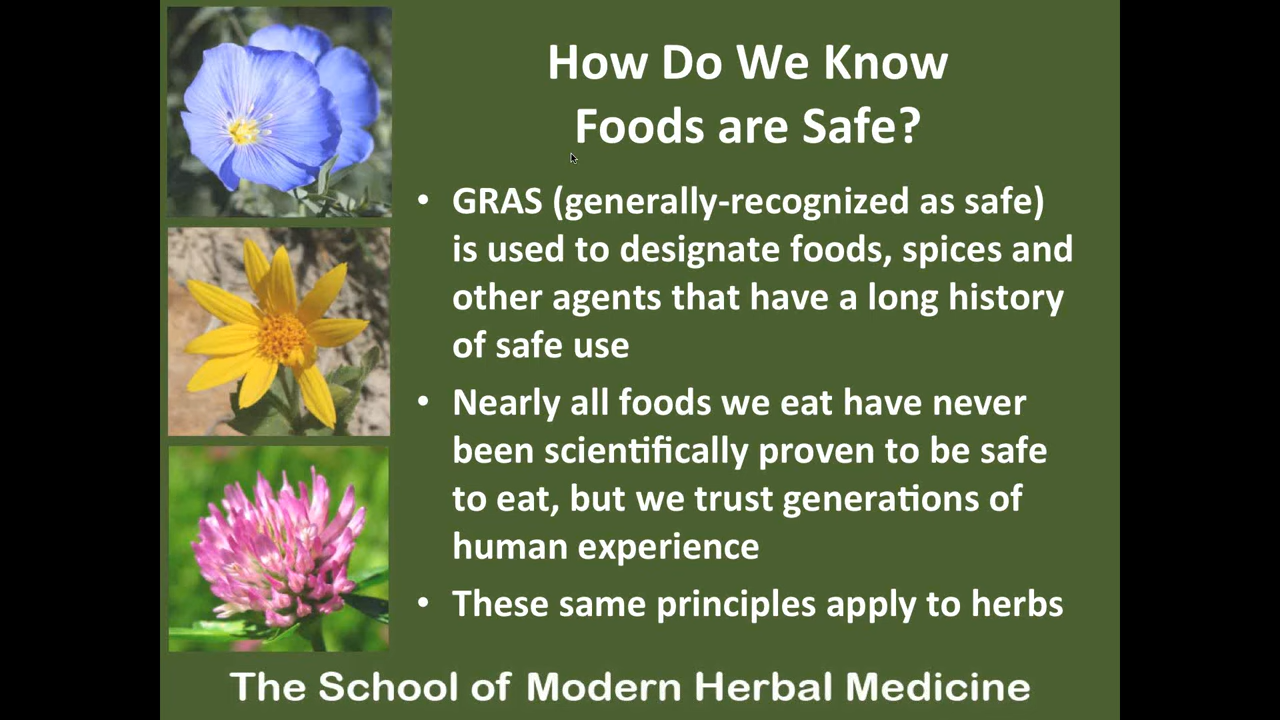 How Do We Know
Foods are Safe?
• GRAS (generally-recognized as safe)
is used to designate foods, spices and
other agents that have a long history
of safe use
• Nearly all foods we eat have never
been scientifically proven to be safe
to eat, but we trust generations of
human experience
• These same principles apply to herbs
The School of Modern Herbal Medicine